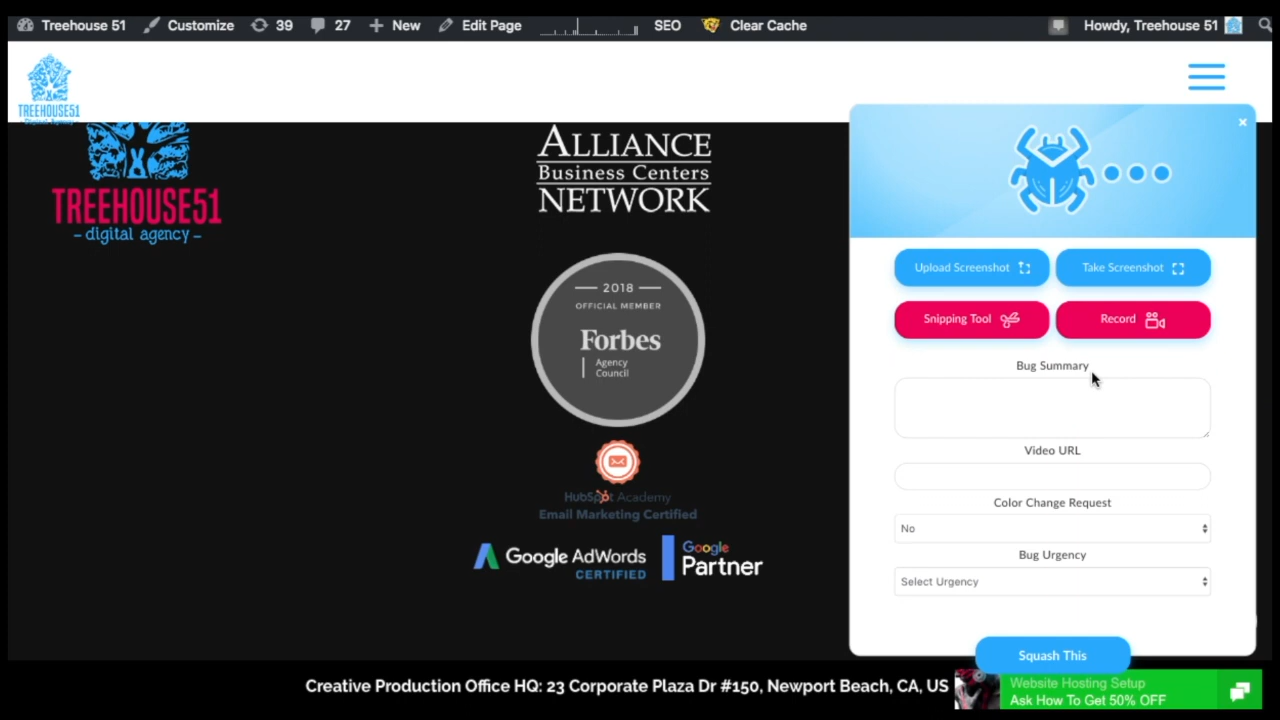 Treehouse 51 Customize 39 27 New Edit Page SEO Clear Cache Howdy, Treehouse 51
TREEHOUSE51
Digital Agency
TREEHOUSE51
- digital agency -
ALLIANCE
Business Centers
NETWORK
2018
OFFICIAL MEMBER
Forbes
Agency
Council
HubSpot Academy
Email Marketing Certified
Google AdWords
CERTIFIED
Google
Partner
Upload Screenshot Take Screenshot
Snipping Tool Record
Bug Summary
Video URL
Color Change Request
No
Bug Urgency
Select Urgency
Squash This
Creative Production Office HQ: 23 Corporate Plaza Dr #150, Newport Beach, CA, US
Website Hosting Setup
Ask How To Get 50% OFF